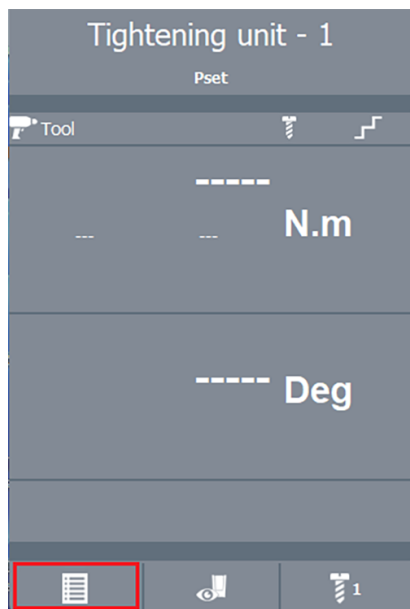 Tightening unit - 1
Pset
Tool
-----
--- --- N.m
----- Deg
1